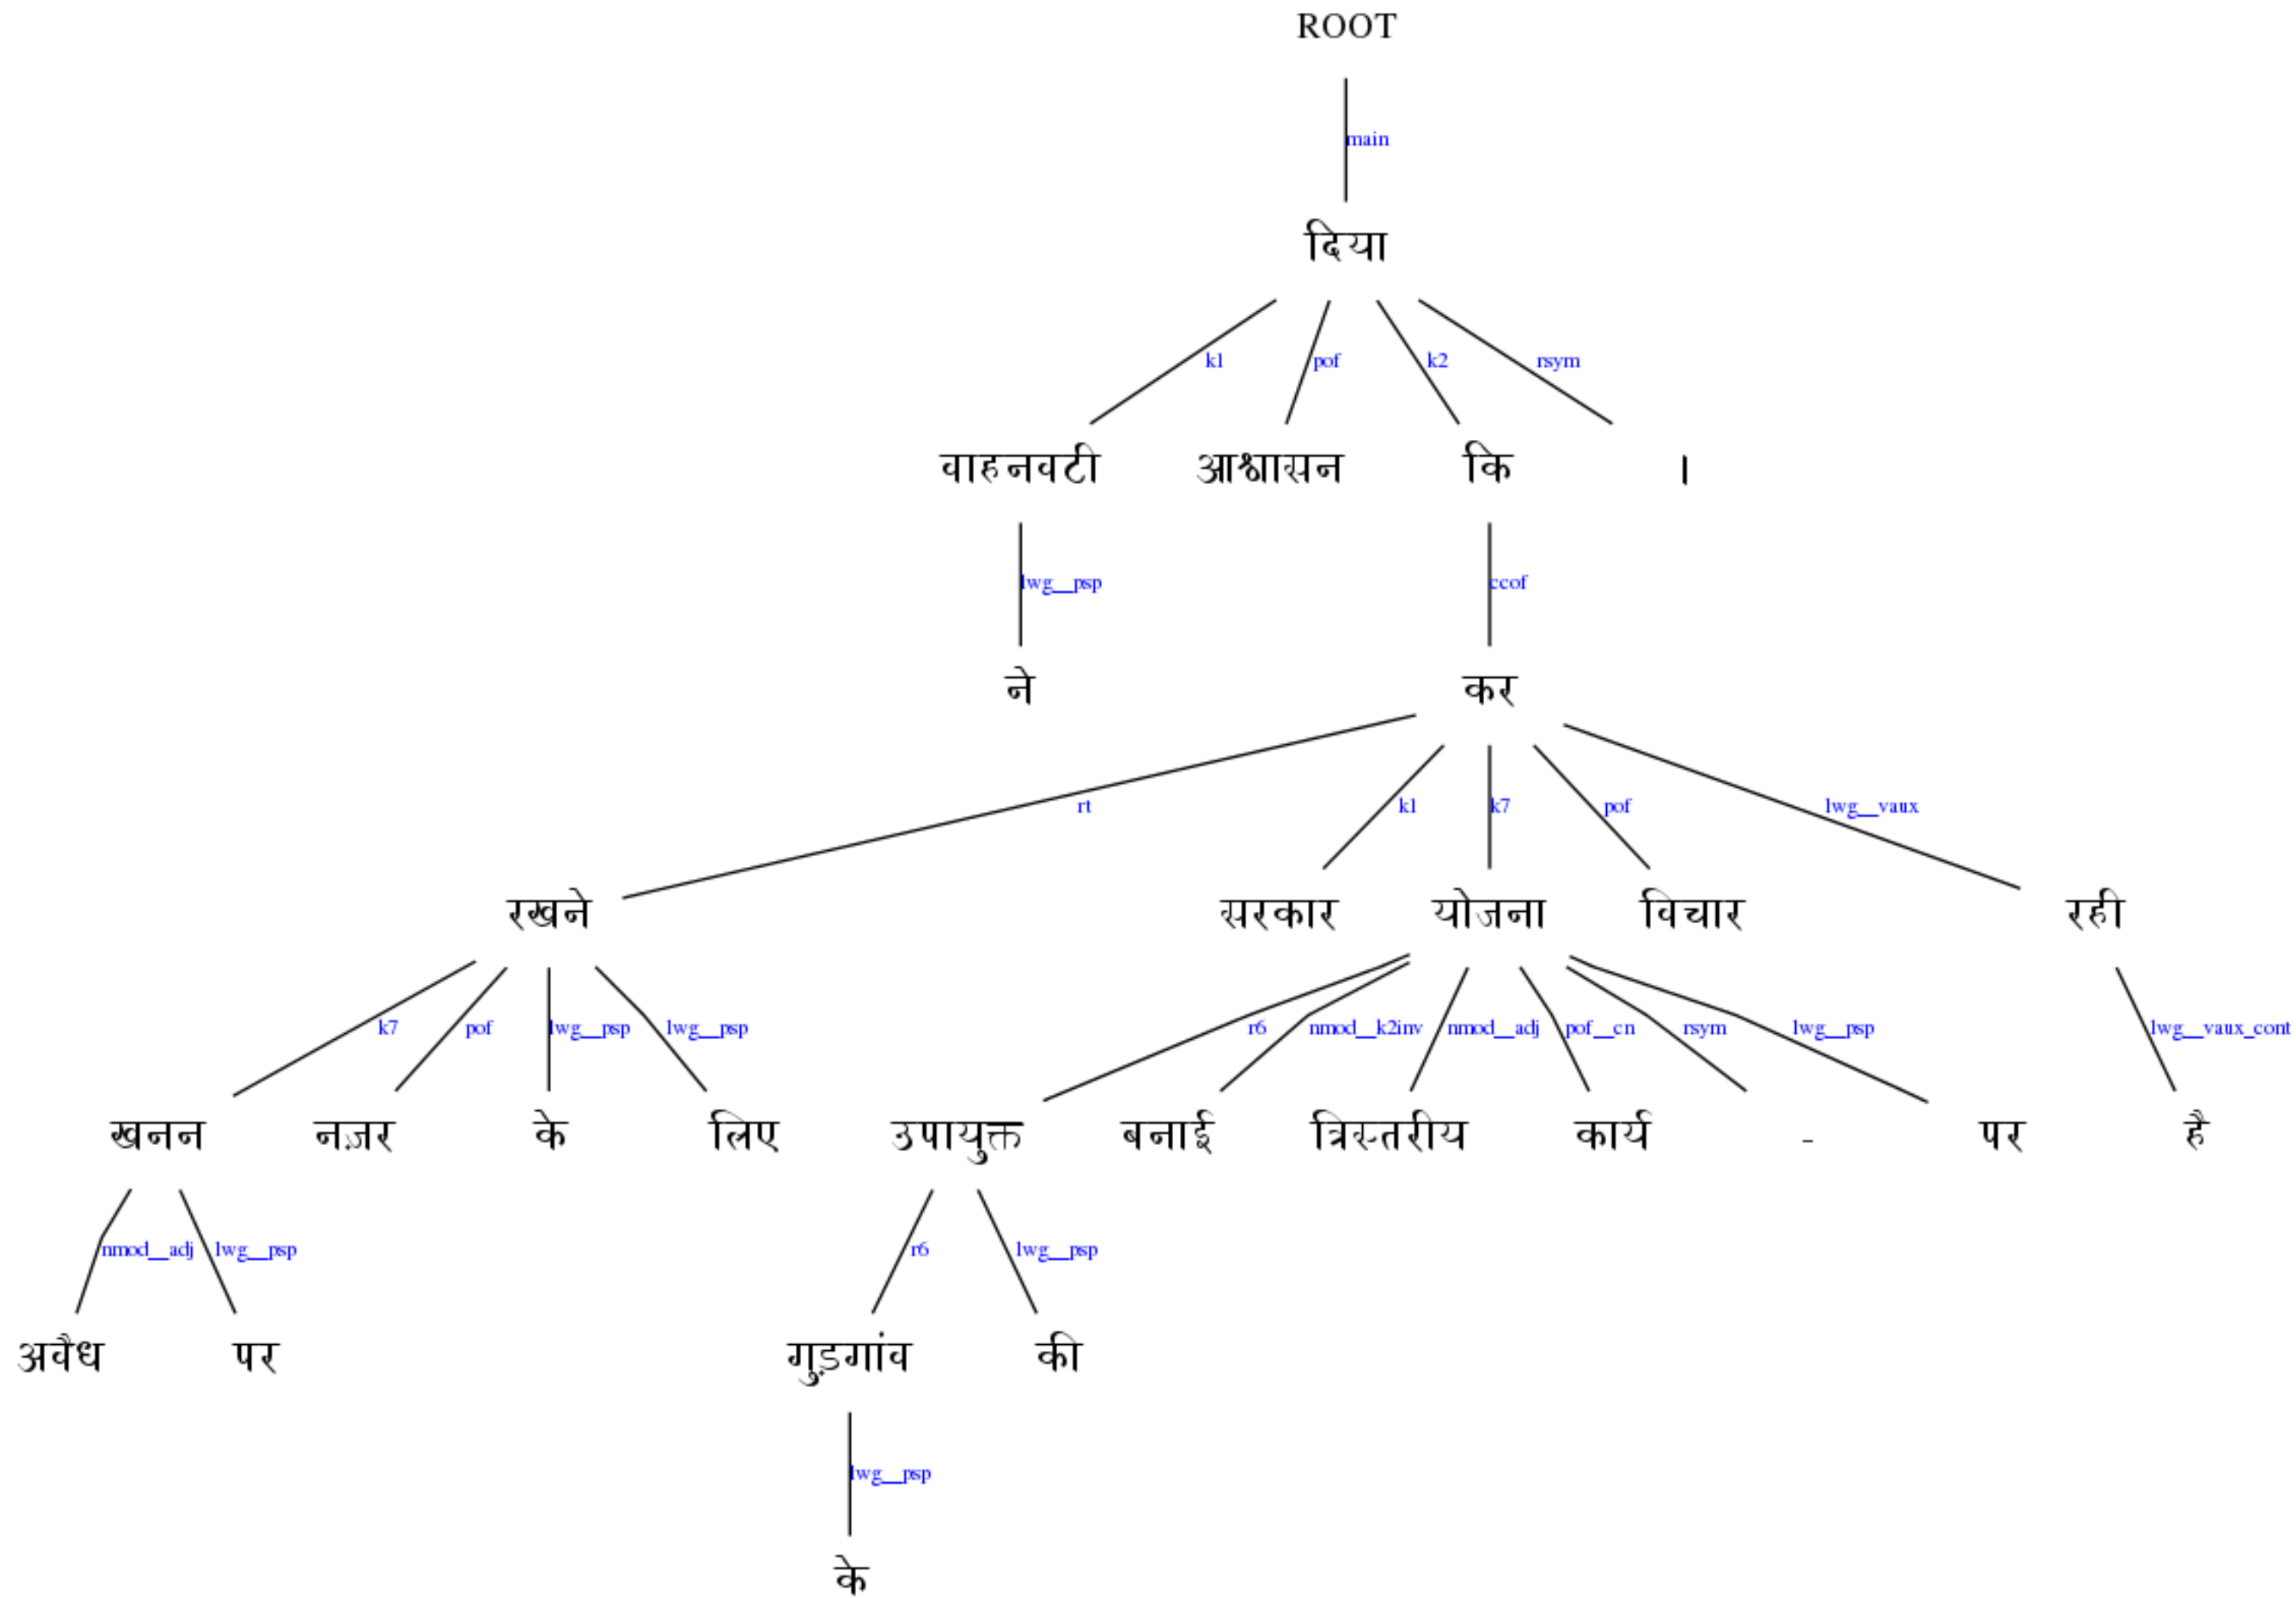 ROOT
main
दिया
k1 pof k2 rsym
वाहनवटी आश्वासन कि ।
lwg__psp ccof
ने कर
rt k1 k7 pof lwg__vaux
रखने सरकार योजना विचार रही
k7 pof lwg__psp lwg__psp r6 nmod__k2inv nmod__adj pof__cn rsym lwg__psp lwg__vaux_cont
खनन नज़र के लिए उपायुक्त बनाई त्रिस्तरीय कार्य - पर है
nmod__adj lwg__psp r6 lwg__psp
अवैध पर गुड़गांव की
lwg__psp
के